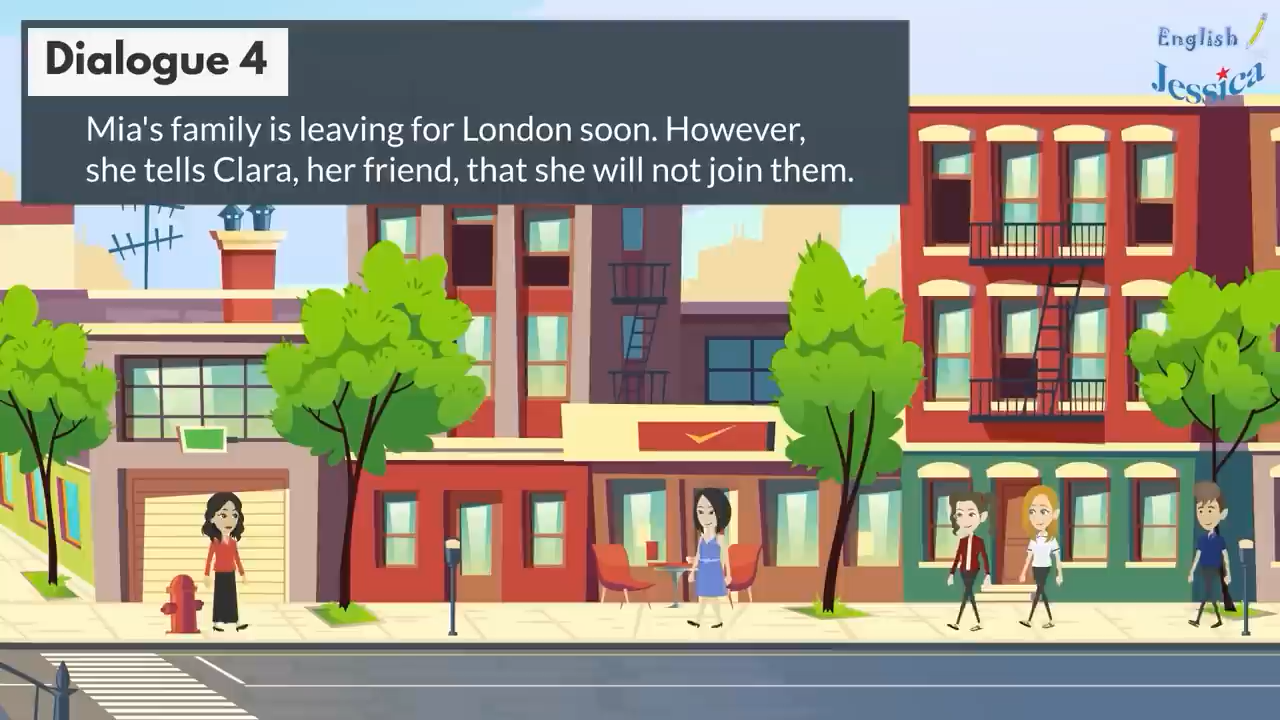 Dialogue 4
Mia's family is leaving for London soon. However,
she tells Clara, her friend, that she will not join them.
English
Jessica